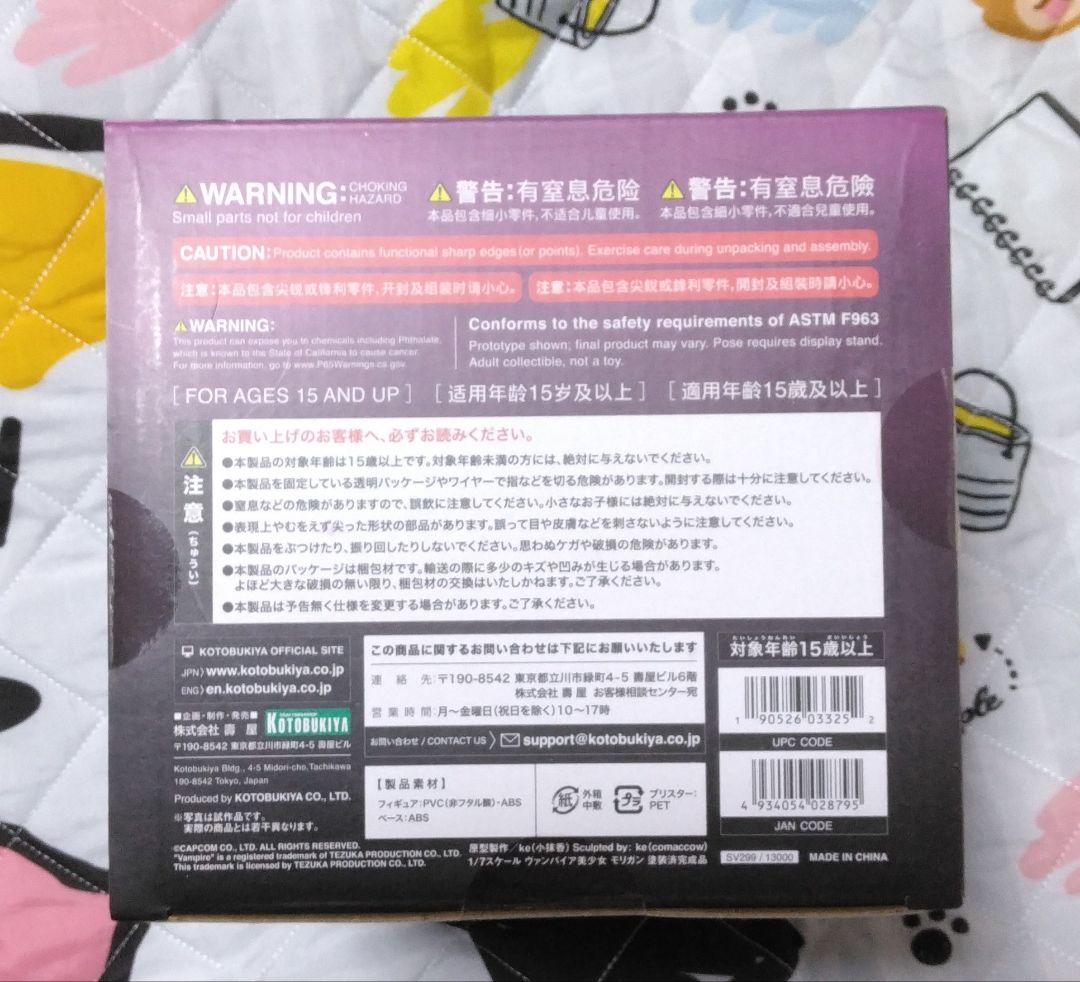 ⚠WARNING: CHOKING HAZARD
Small parts not for children
⚠警告:有窒息危险
本品包含细小零件,不适合儿童使用。
⚠警告:有窒息危險
本品包含細小零件,不適合兒童使用。
CAUTION: Product contains functional sharp edges (or points). Exercise care during unpacking and assembly.
注意:本品包含尖锐或锋利零件,开封及组装时请小心。
注意:本品包含尖銳或鋒利零件,開封及組裝時請小心。
⚠WARNING:
This product can expose you to chemicals including Phthalate,
which is known to the State of California to cause cancer.
For more information, go to www.P65Warnings.ca.gov
Conforms to the safety requirements of ASTM F963
Prototype shown; final product may vary. Pose requires display stand.
Adult collectible, not a toy.
[ FOR AGES 15 AND UP ] [ 适用年龄15岁及以上 ] [ 適用年齡15歲及以上 ]
⚠注意(ちゅうい)
お買い上げのお客様へ、必ずお読みください。
●本製品の対象年齢は15歳以上です。対象年齢未満の方には、絶対に与えないでください。
●本製品を固定している透明パッケージやワイヤーで指などを切る危険があります。開封する際は十分に注意してください。
●窒息などの危険がありますので、誤飲に注意してください。小さなお子様には絶対に与えないでください。
●表現上やむをえず尖った形状の部品があります。誤って目や皮膚などを刺さないように注意してください。
●本製品をぶつけたり、振り回したりしないでください。思わぬケガや破損の危険があります。
●本製品のパッケージは梱包材です。輸送の際に多少のキズや凹みが生じる場合があります。
よほど大きな破損の無い限り、梱包材の交換はいたしかねます。ご了承ください。
●本製品は予告無く仕様を変更する場合があります。ご了承ください。
KOTOBUKIYA OFFICIAL SITE
JPN〉www.kotobukiya.co.jp
ENG〉en.kotobukiya.co.jp
■企画・制作・発売■
株式会社 壽 屋
KOTOBUKIYA
〒190-8542 東京都立川市緑町4-5 壽屋ビル
Kotobukiya Bldg., 4-5 Midori-cho, Tachikawa
190-8542 Tokyo, Japan
Produced by KOTOBUKIYA CO., LTD.
※写真は試作品です。
実際の商品とは若干異なります。
この商品に関するお問い合わせは下記にお願いいたします
連絡先:〒190-8542 東京都立川市緑町4-5 壽屋ビル6階
株式会社 壽 屋 お客様相談センター宛
営業時間:月〜金曜日(祝日を除く)10〜17時
お問い合わせ / CONTACT US 〉 support@kotobukiya.co.jp
【製品素材】
フィギュア:PVC(非フタル酸)・ABS
ベース:ABS
紙 外箱 中敷
プラ ブリスター: PET
たいしょうねんれい さいいじょう
対象年齢15歳以上
1 90526 03325 2
UPC CODE
4 934054 028795
JAN CODE
©CAPCOM CO., LTD. ALL RIGHTS RESERVED.
"Vampire" is a registered trademark of TEZUKA PRODUCTION CO., LTD.
This trademark is licensed by TEZUKA PRODUCTION CO., LTD.
原型製作/ke(小抹香) Sculpted by: ke(comaccow)
1/7スケール ヴァンパイア美少女 モリガン 塗装済完成品
SV299 / 13000
MADE IN CHINA